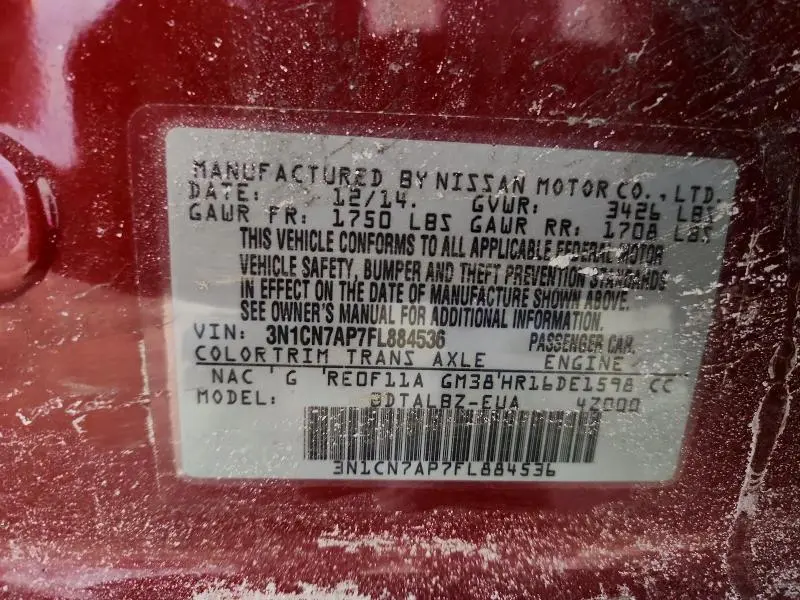 MANUFACTURED BY NISSAN MOTOR CO., LTD.
DATE: 12/14. GVWR: 3426 LBS
GAWR FR: 1750 LBS GAWR RR: 1708 LBS
THIS VEHICLE CONFORMS TO ALL APPLICABLE FEDERAL MOTOR
VEHICLE SAFETY, BUMPER AND THEFT PREVENTION STANDARDS
IN EFFECT ON THE DATE OF MANUFACTURE SHOWN ABOVE.
SEE OWNER'S MANUAL FOR ADDITIONAL INFORMATION.
VIN: 3N1CN7AP7FL884536 PASSENGER CAR.
COLOR TRIM TRANS AXLE ENGINE
NAC G RE0F11A GM38 HR16DE1598 CC
MODEL: BDTALBZ-EUA 4Z000
3N1CN7AP7FL884536